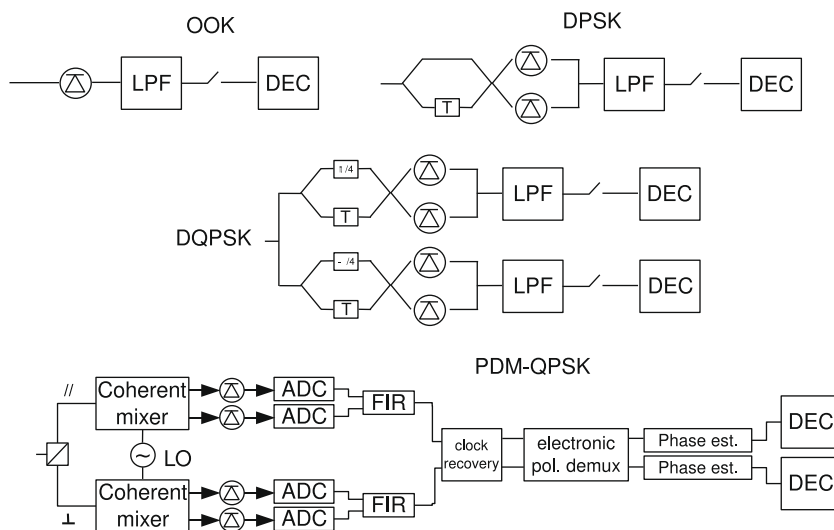 OOK
LPF
DEC
DPSK
T
LPF
DEC
DQPSK
1/4
T
LPF
DEC
- /4
T
LPF
DEC
PDM-QPSK
//
Coherent
mixer
ADC
ADC
FIR
~
LO
⊥
Coherent
mixer
ADC
ADC
FIR
clock
recovery
electronic
pol. demux
Phase est.
Phase est.
DEC
DEC